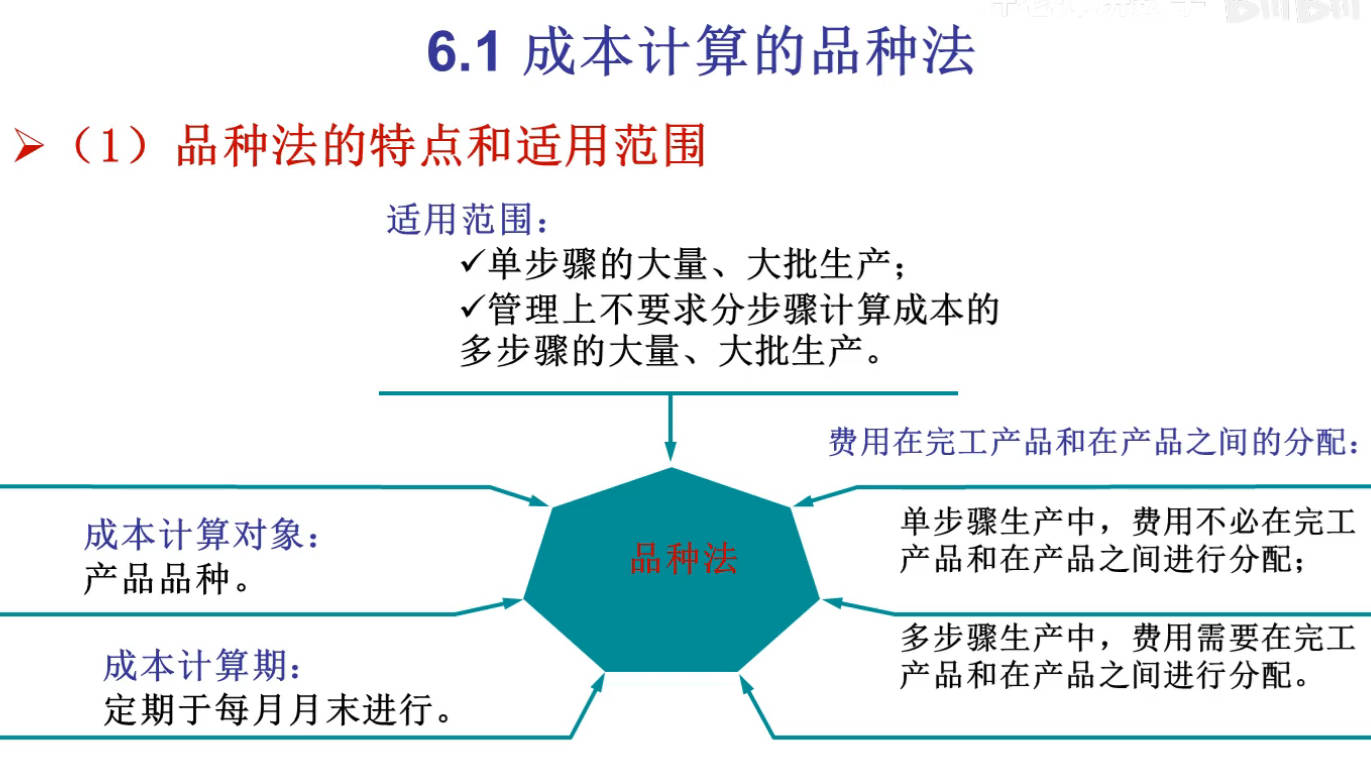 6.1 成本计算的品种法
（1）品种法的特点和适用范围
适用范围：
单步骤的大量、大批生产；
管理上不要求分步骤计算成本的
多步骤的大量、大批生产。
费用在完工产品和在产品之间的分配：
成本计算对象：
产品品种。
品种法
单步骤生产中，费用不必在完工
产品和在产品之间进行分配；
成本计算期：
定期于每月月末进行。
多步骤生产中，费用需要在完工
产品和在产品之间进行分配。